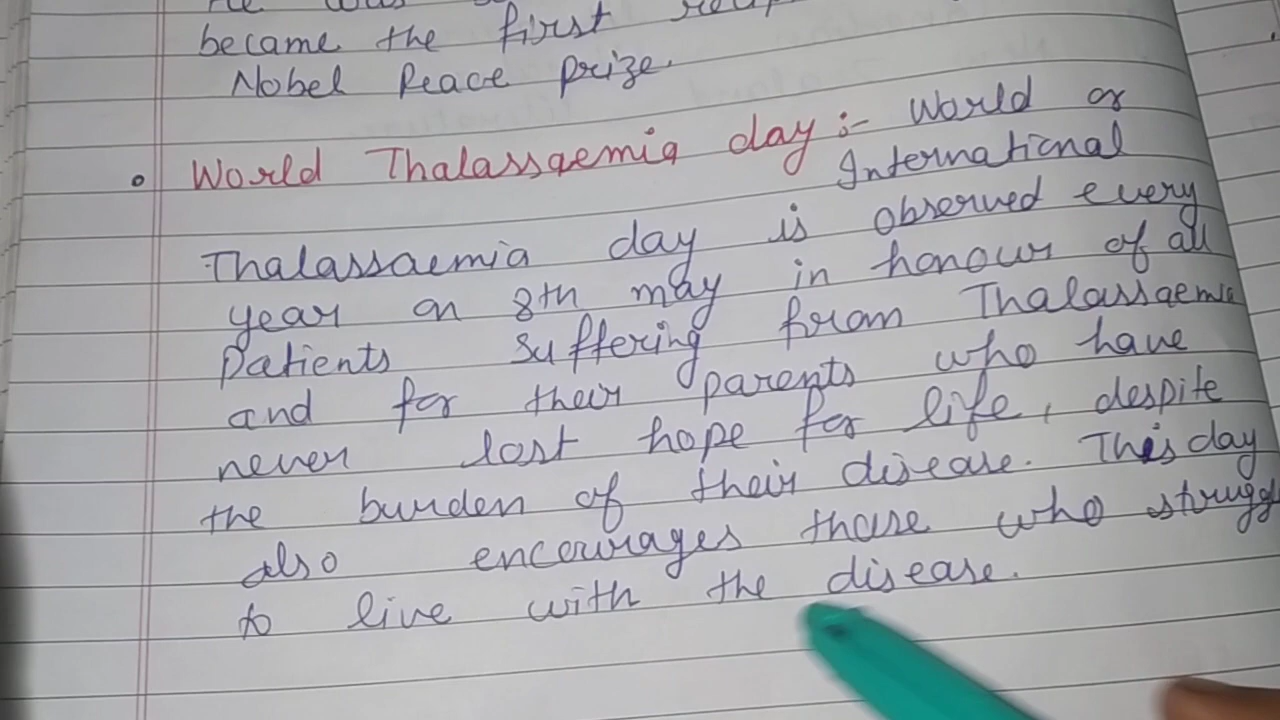 He was
became the first
Nobel Peace prize.
World Thalassaemia day :- World or
International
Thalassaemia day is observed every
year on 8th may in honour of all
patients suffering from Thalassaemia
and for their parents who have
never lost hope for life, despite
the burden of their disease. This day
also encourages those who struggle
to live with the disease.